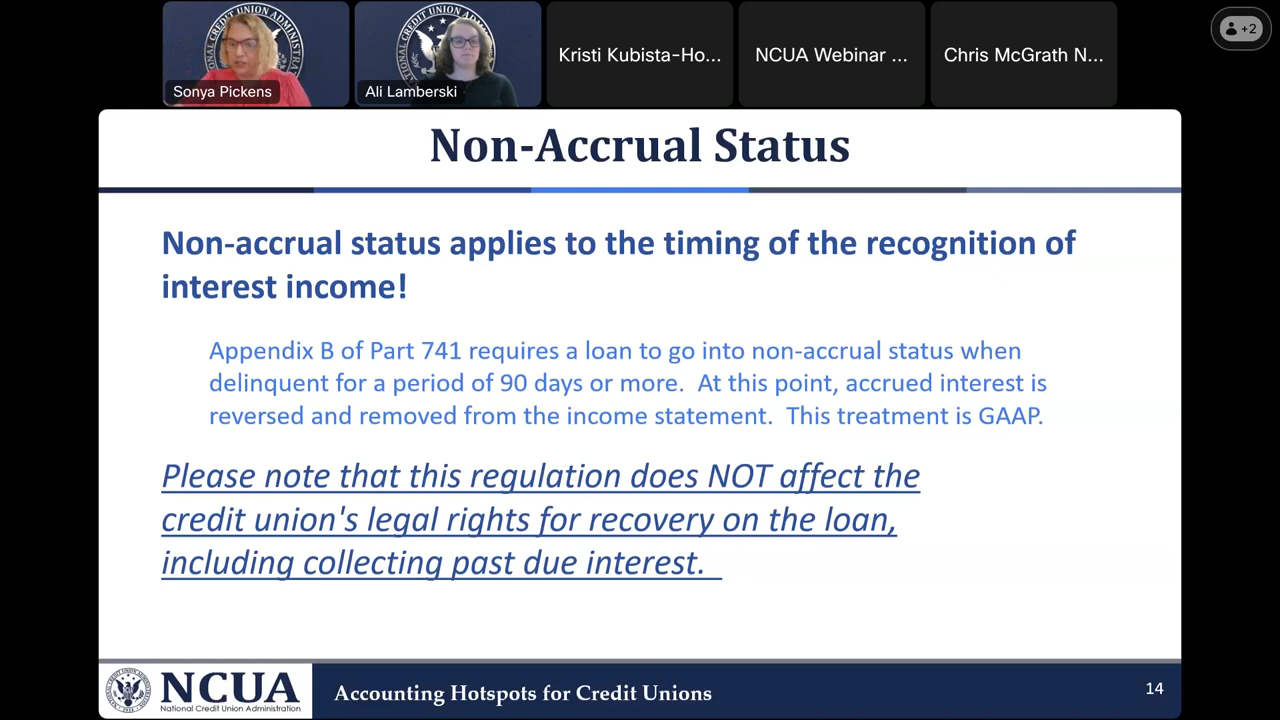 Sonya Pickens
Ali Lamberski
Kristi Kubista-Ho...
NCUA Webinar ...
Chris McGrath N...
+2
Non-Accrual Status
Non-accrual status applies to the timing of the recognition of
interest income!
Appendix B of Part 741 requires a loan to go into non-accrual status when
delinquent for a period of 90 days or more. At this point, accrued interest is
reversed and removed from the income statement. This treatment is GAAP.
Please note that this regulation does NOT affect the
credit union's legal rights for recovery on the loan,
including collecting past due interest.
NCUA
National Credit Union Administration
Accounting Hotspots for Credit Unions
14